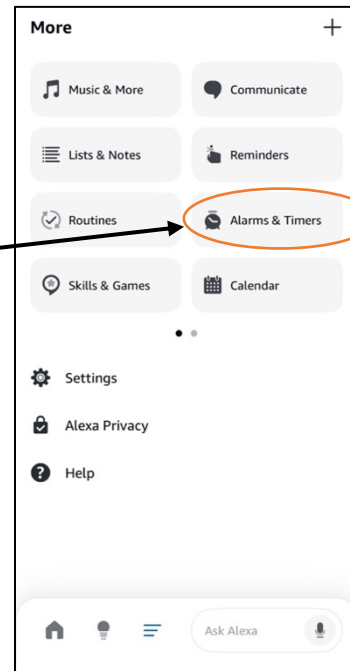 More
Music & More
Communicate
Lists & Notes
Reminders
Routines
Alarms & Timers
Skills & Games
Calendar
Settings
Alexa Privacy
Help
Ask Alexa